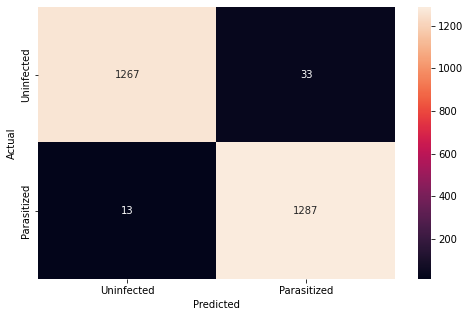 Actual
Uninfected
Parasitized
1267
33
13
1287
Uninfected
Parasitized
Predicted
1200
1000
800
600
400
200